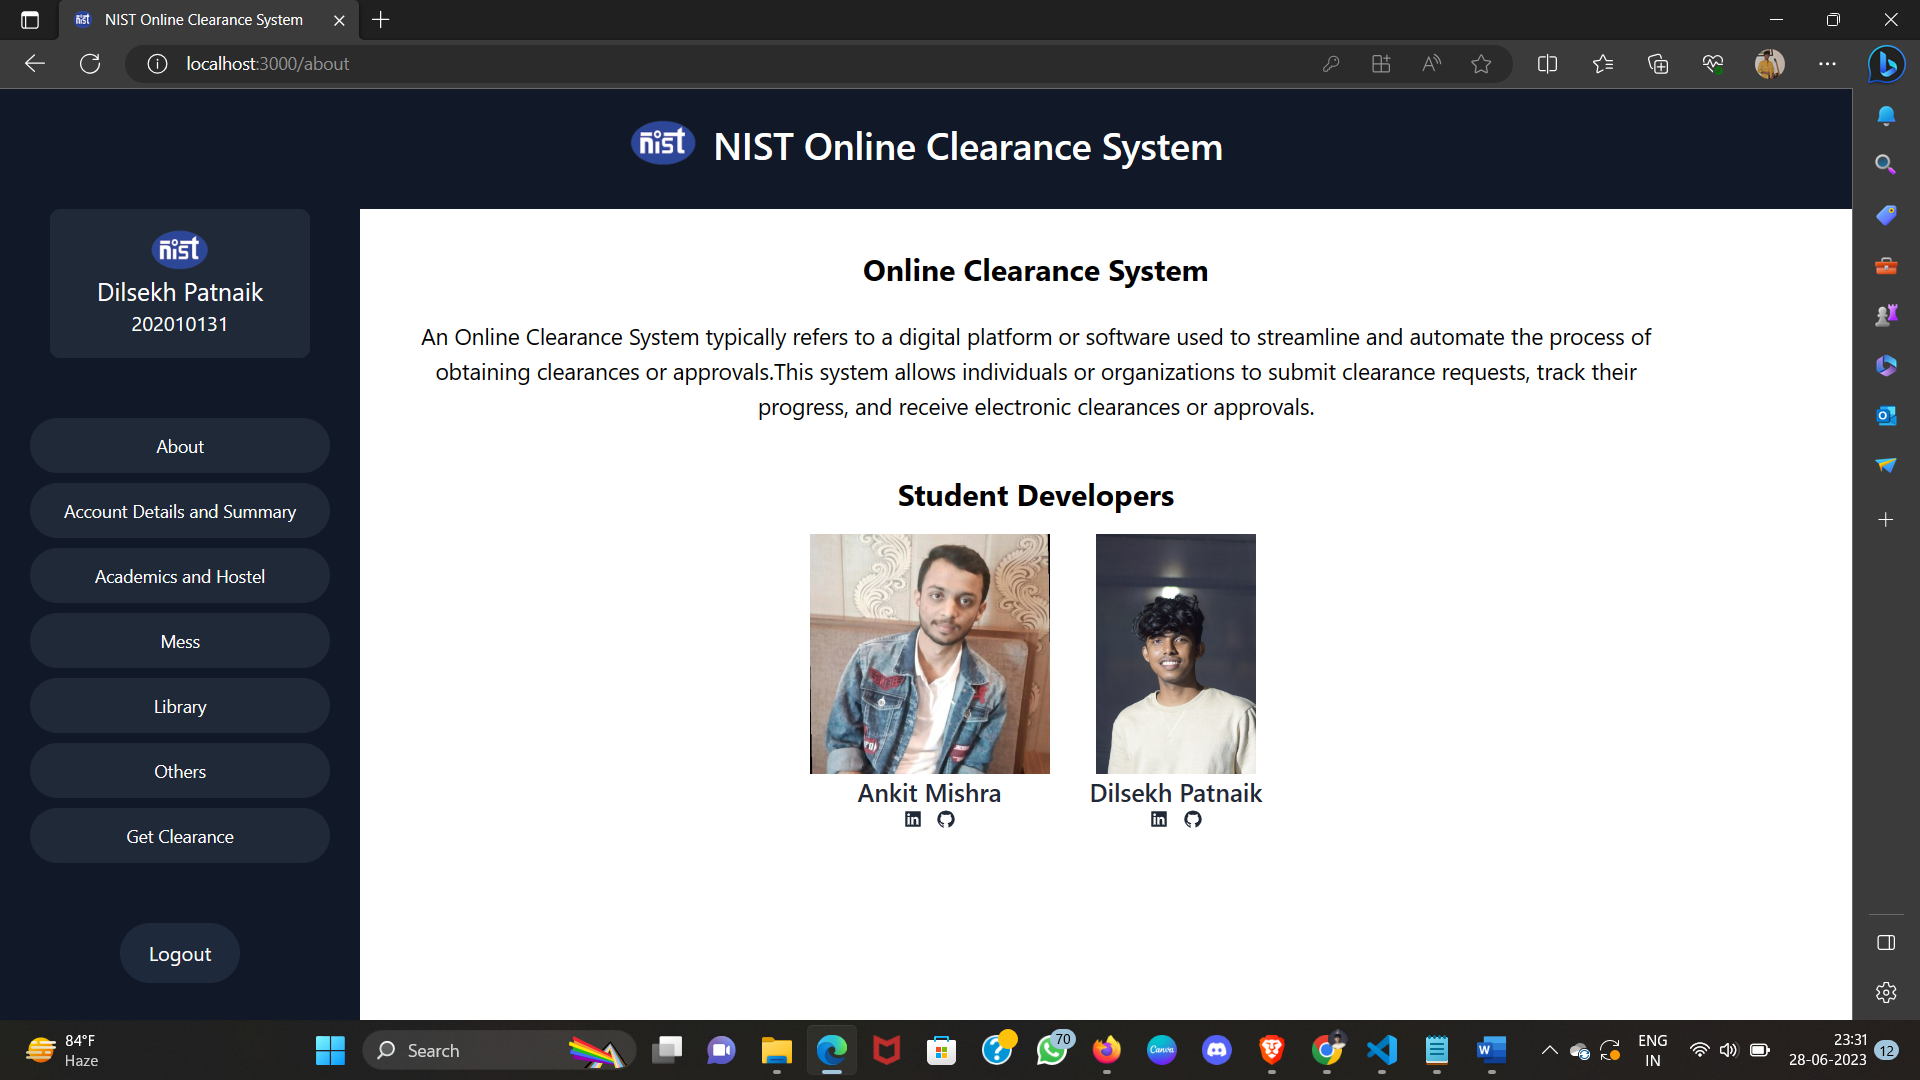 NIST Online Clearance System
localhost:3000/about
nist NIST Online Clearance System
nist
Dilsekh Patnaik
202010131
About
Account Details and Summary
Academics and Hostel
Mess
Library
Others
Get Clearance
Logout
Online Clearance System
An Online Clearance System typically refers to a digital platform or software used to streamline and automate the process of
obtaining clearances or approvals.This system allows individuals or organizations to submit clearance requests, track their
progress, and receive electronic clearances or approvals.
Student Developers
Ankit Mishra
Dilsekh Patnaik
84°F
Haze
Search
70
Canva
ENG
IN
23:31
28-06-2023
12